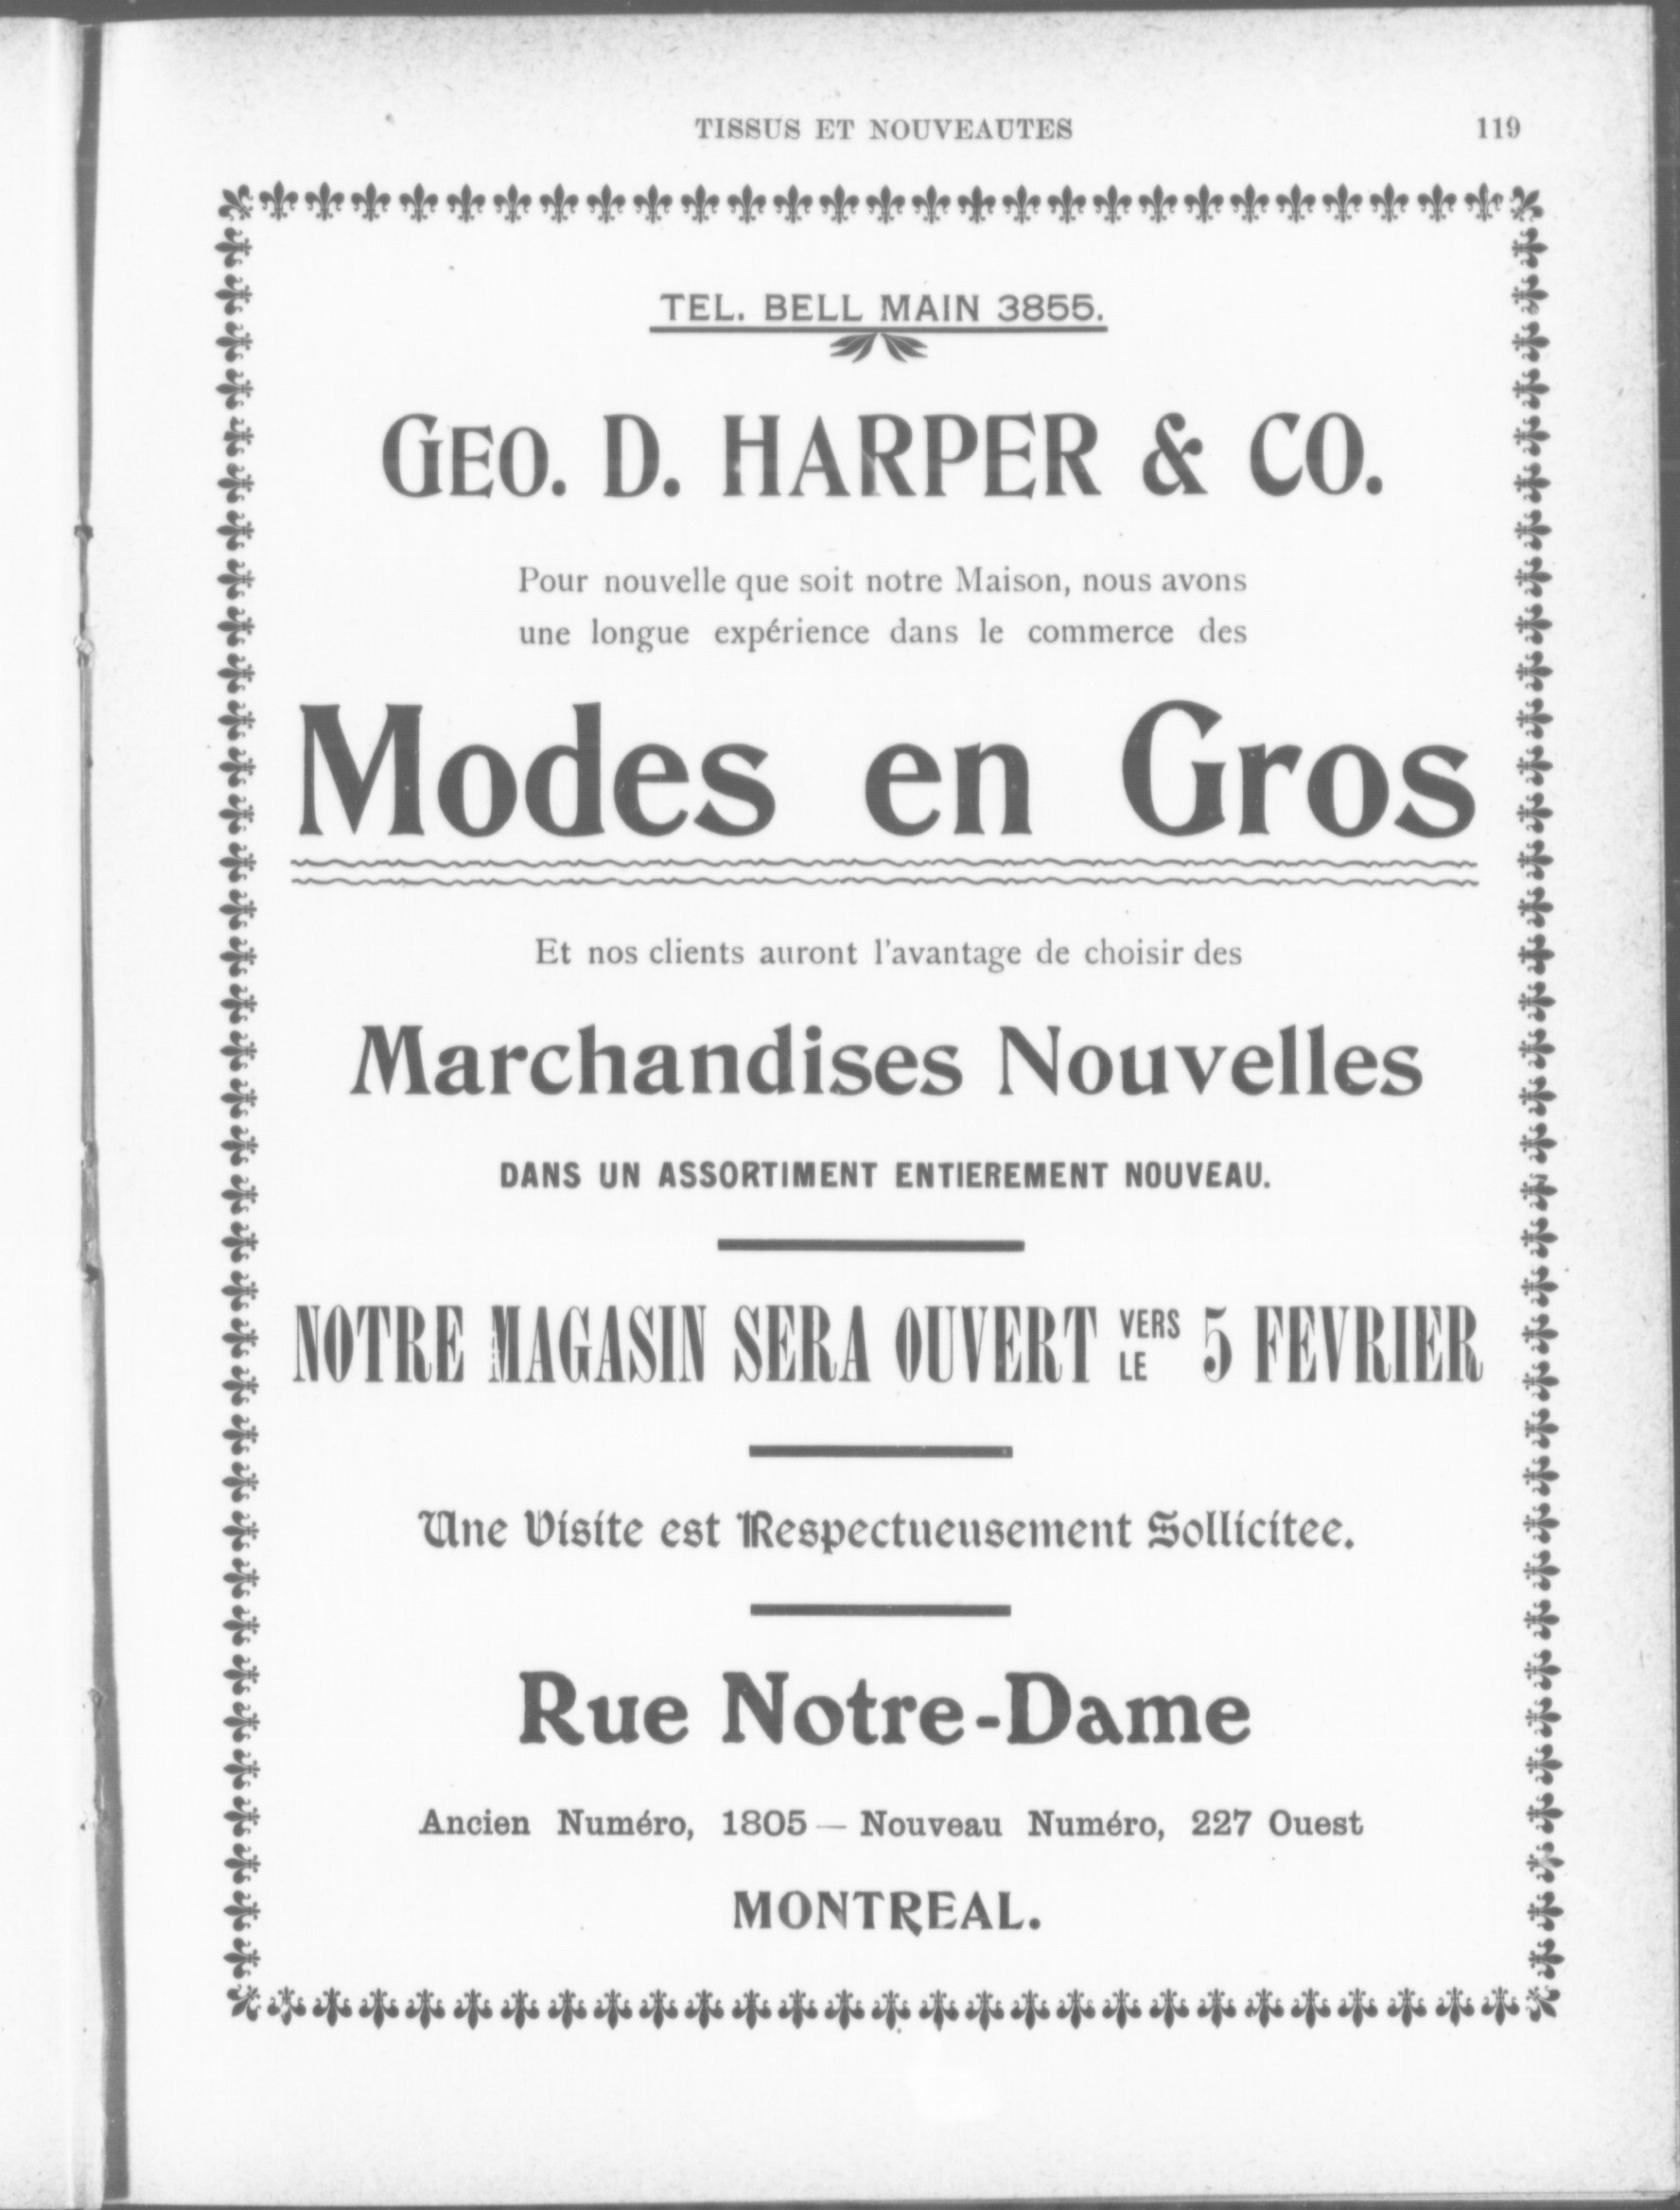 TISSUS ET NOUVEAUTES 119
TEL. BELL MAIN 3855.
GEO. D. HARPER & CO.
Pour nouvelle que soit notre Maison, nous avons
une longue expérience dans le commerce des
Modes en Gros
Et nos clients auront l'avantage de choisir des
Marchandises Nouvelles
DANS UN ASSORTIMENT ENTIEREMENT NOUVEAU.
NOTRE MAGASIN SERA OUVERT VERS LE 5 FEVRIER
Une Visite est Respectueusement Sollicitee.
Rue Notre-Dame
Ancien Numéro, 1805 — Nouveau Numéro, 227 Ouest
MONTREAL.